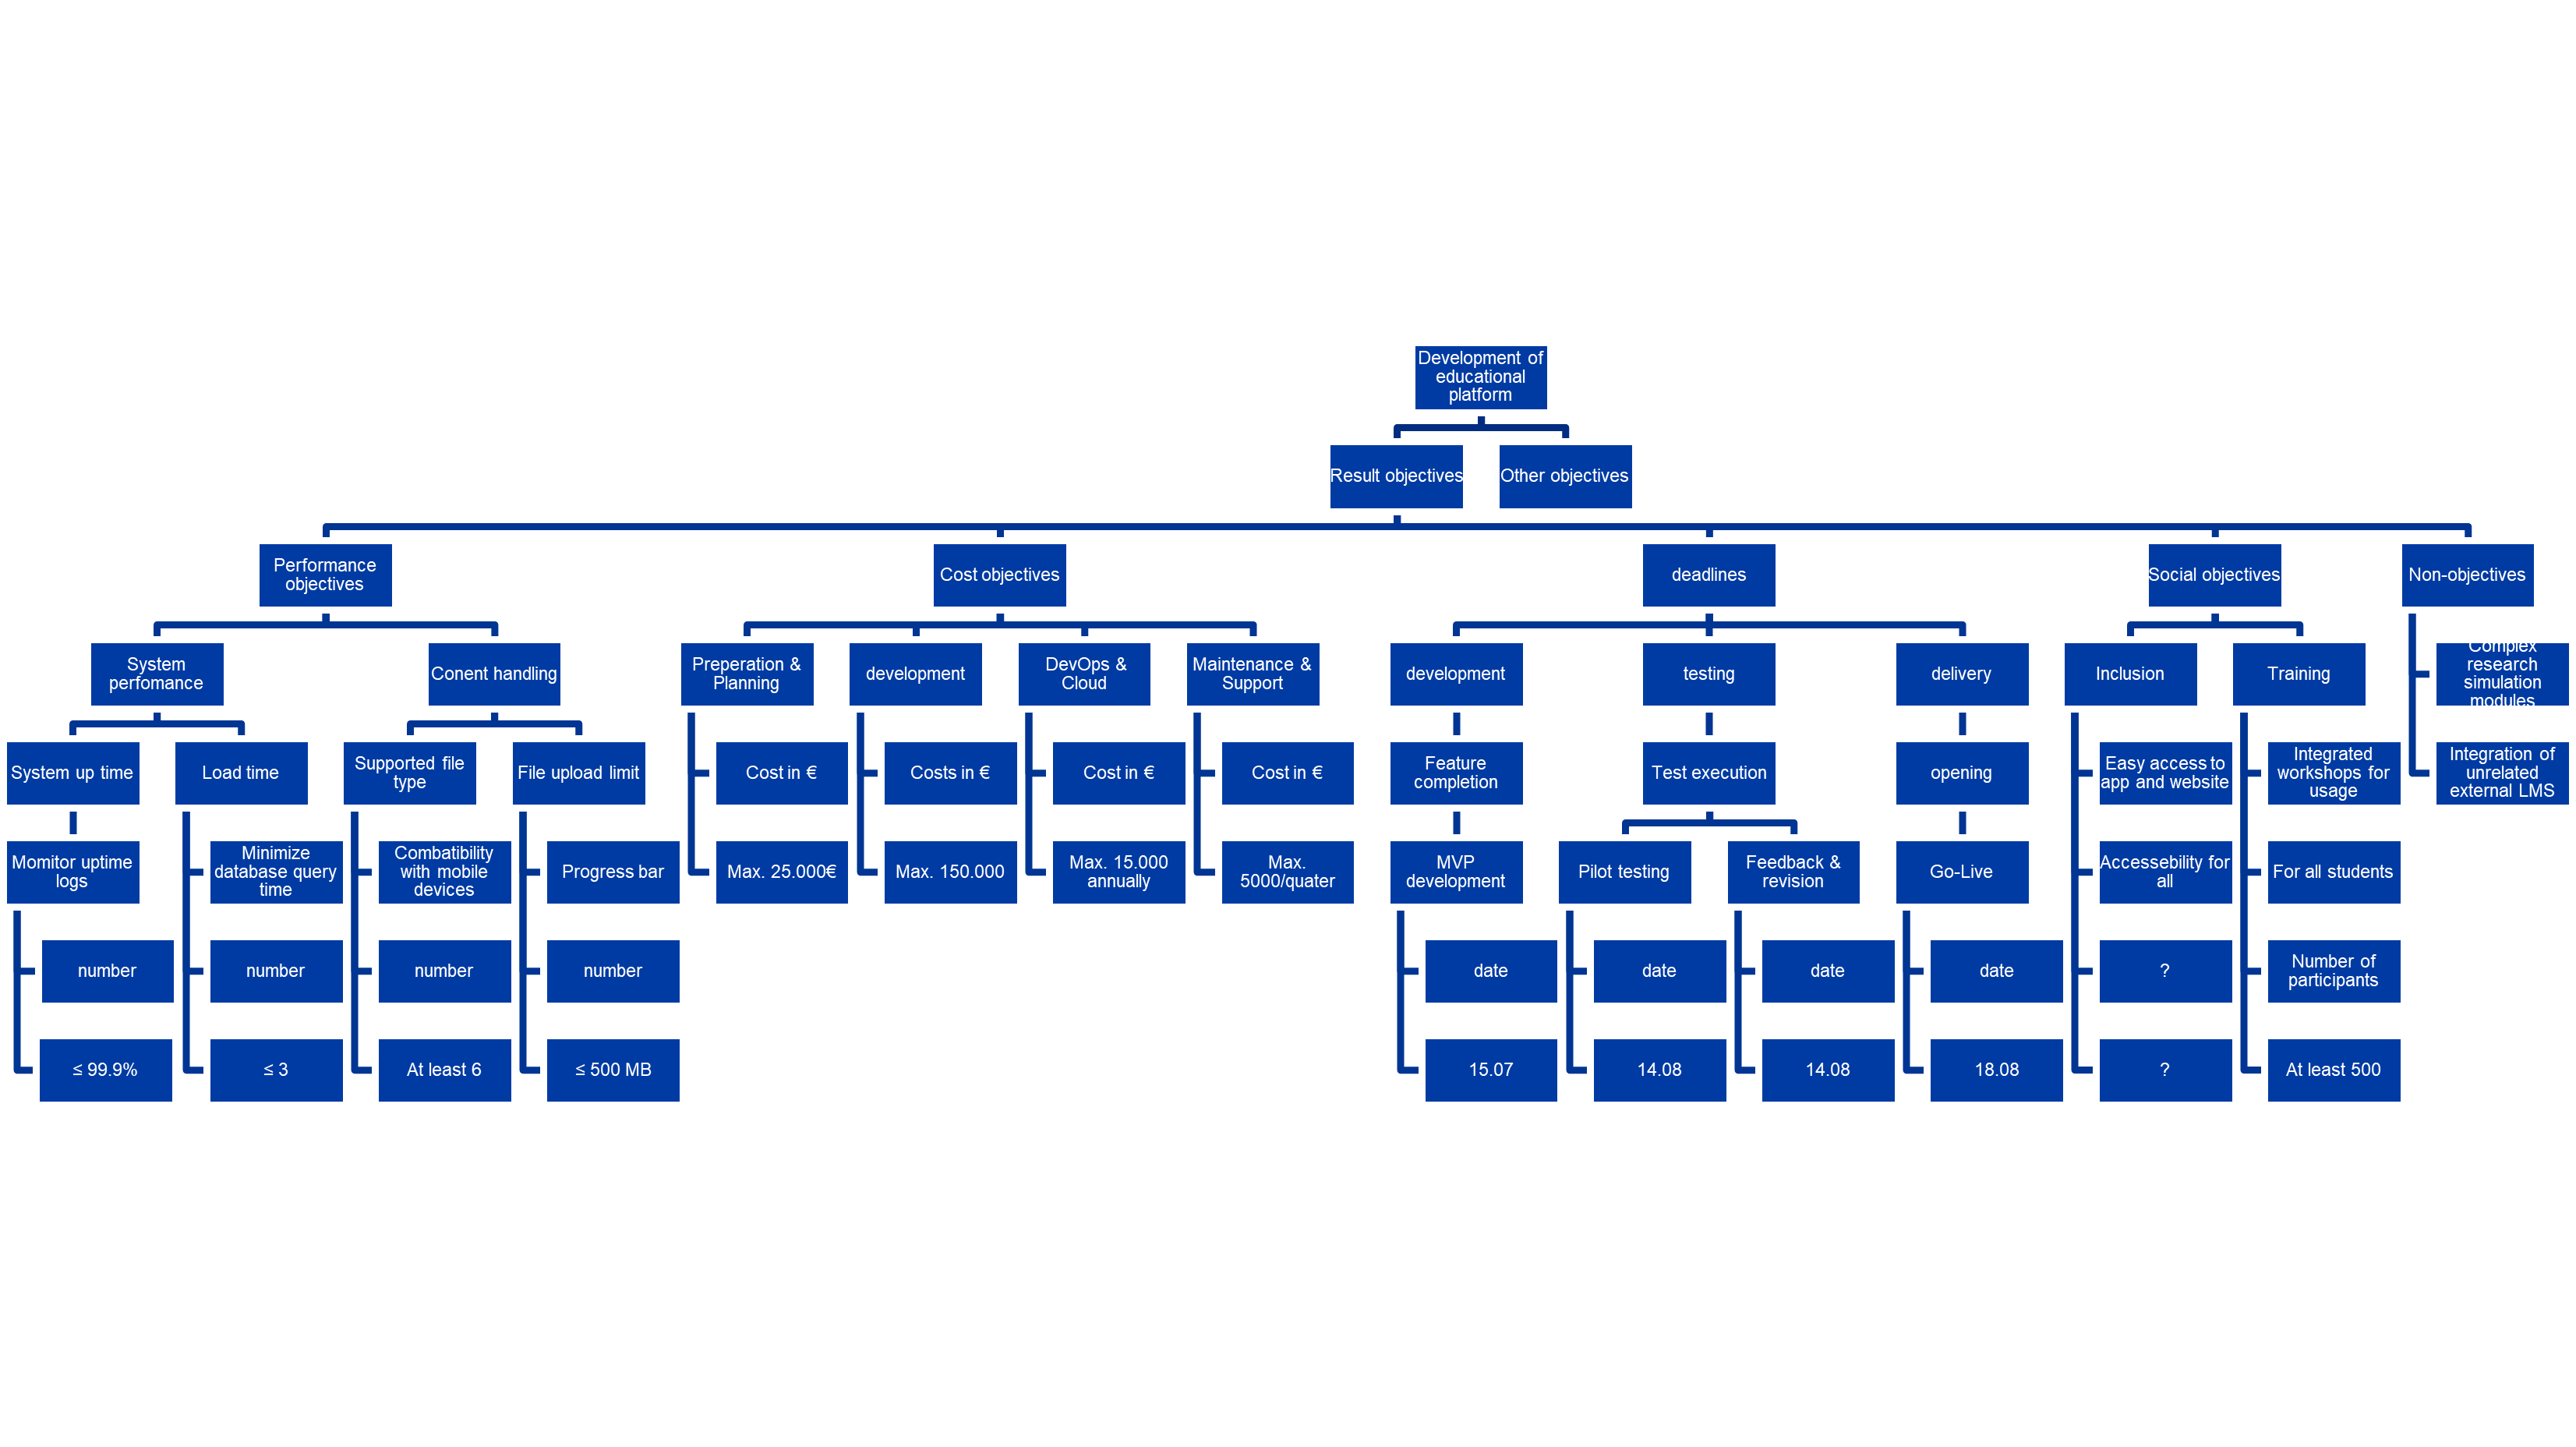 Development of
educational
platform
Result objectives
Other objectives
Performance
objectives
Cost objectives
deadlines
Social objectives
Non-objectives
System
perfomance
Conent handling
Preperation &
Planning
development
DevOps &
Cloud
Maintenance &
Support
development
testing
delivery
Inclusion
Training
Complex
research
simulation
modules
System up time
Load time
Supported file
type
File upload limit
Cost in €
Costs in €
Cost in €
Cost in €
Feature
completion
Test execution
opening
Easy access to
app and website
Integrated
workshops for
usage
Integration of
unrelated
external LMS
Momitor uptime
logs
Minimize
database query
time
Combatibility
with mobile
devices
Progress bar
Max. 25.000€
Max. 150.000
Max. 15.000
annually
Max.
5000/quater
MVP
development
Pilot testing
Feedback &
revision
Go-Live
Accessebility for
all
For all students
number
number
number
number
date
date
date
date
?
Number of
participants
≤ 99.9%
≤ 3
At least 6
≤ 500 MB
15.07
14.08
14.08
18.08
?
At least 500